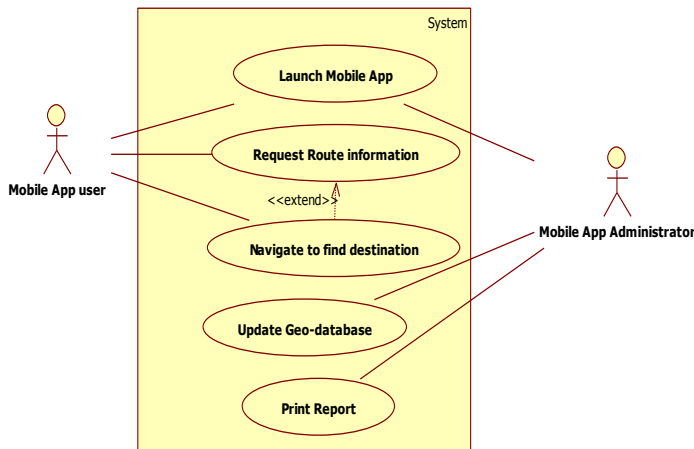 System
Launch Mobile App
Request Route information
<<extend>>
Mobile App user
Navigate to find destination
Mobile App Administrator
Update Geo-database
Print Report